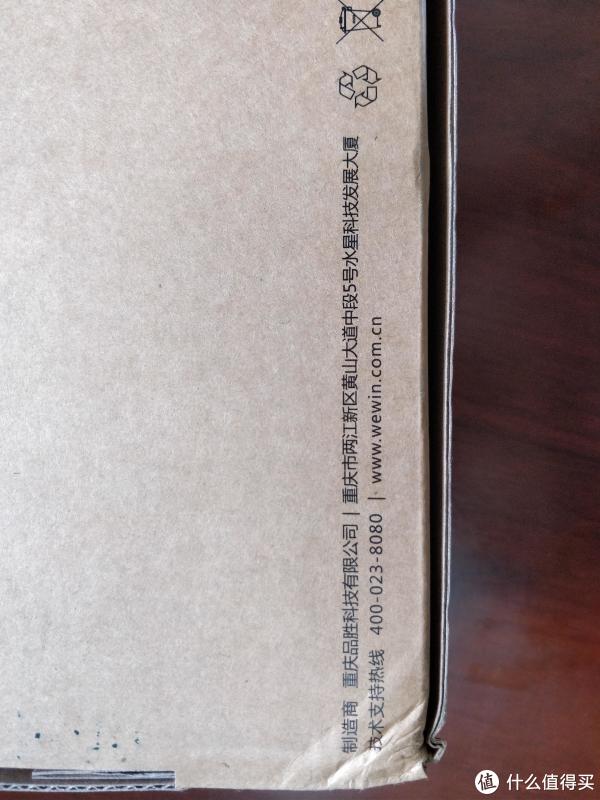 制造商 重庆品胜科技有限公司 | 重庆市两江新区黄山大道中段5号水星科技发展大厦
技术支持热线 400-023-8080 | www.wewin.com.cn
值 什么值得买